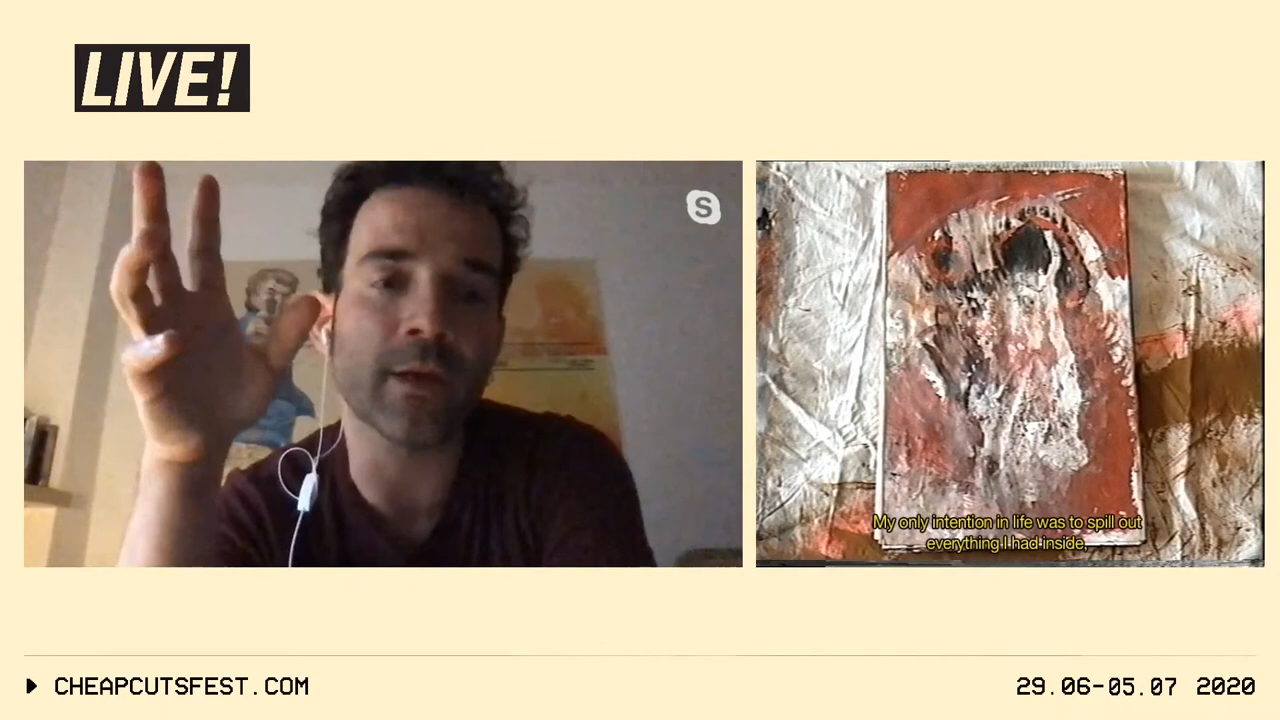 LIVE!
S
My only intention in life was to spill out
everything I had inside,
CHEAPCUTSFEST.COM
29.06-05.07 2020